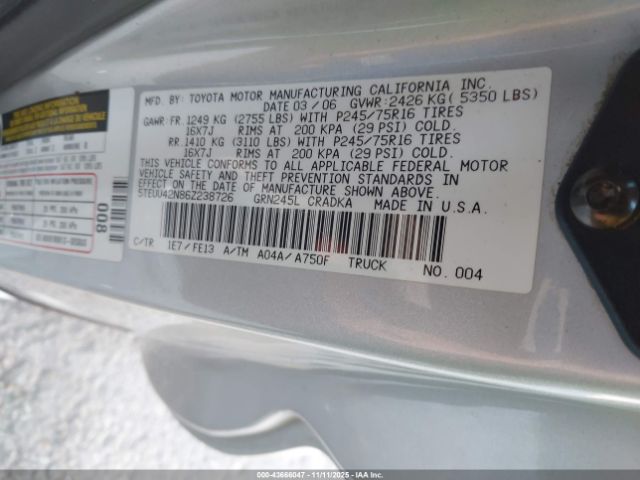 MFD. BY: TOYOTA MOTOR MANUFACTURING CALIFORNIA INC.
DATE 03 / 06 GVWR: 2426 KG ( 5350 LBS)
GAWR: FR. 1249 KG (2755 LBS) WITH P245/75R16 TIRES
16X7J RIMS AT 200 KPA (29 PSI) COLD.
RR. 1410 KG (3110 LBS) WITH P245/75R16 TIRES
16X7J RIMS AT 200 KPA (29 PSI) COLD.
THIS VEHICLE CONFORMS TO ALL APPLICABLE FEDERAL MOTOR
VEHICLE SAFETY AND THEFT PREVENTION STANDARDS IN
EFFECT ON THE DATE OF MANUFACTURE SHOWN ABOVE.
5TEUU42N86Z238726 GRN245L CRADKA MADE IN U.S.A.
C/TR 1E7 / FE13 A/TM A04A / A750F TRUCK NO. 004
008
000-43666047 - 11/11/2025 - IAAI.COM